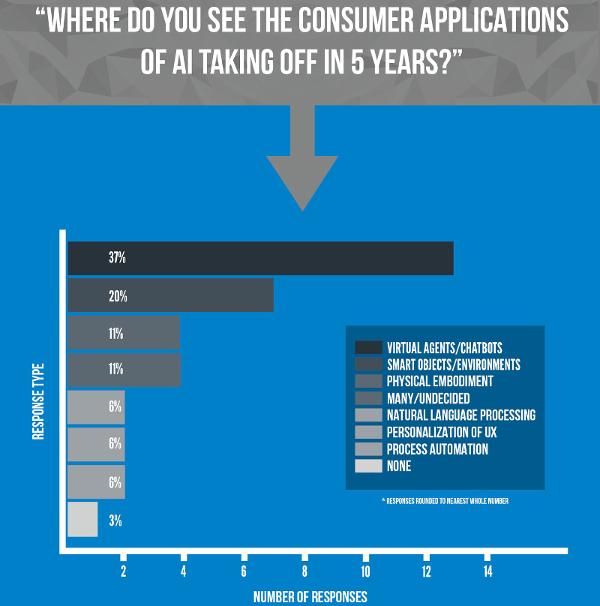 “WHERE DO YOU SEE THE CONSUMER APPLICATIONS
OF AI TAKING OFF IN 5 YEARS?”
37%
20%
11%
11%
6%
6%
6%
3%
RESPONSE TYPE
VIRTUAL AGENTS/CHATBOTS
SMART OBJECTS/ENVIRONMENTS
PHYSICAL EMBODIMENT
MANY/UNDECIDED
NATURAL LANGUAGE PROCESSING
PERSONALIZATION OF UX
PROCESS AUTOMATION
NONE
* RESPONSES ROUNDED TO NEAREST WHOLE NUMBER
2 4 6 8 10 12 14
NUMBER OF RESPONSES